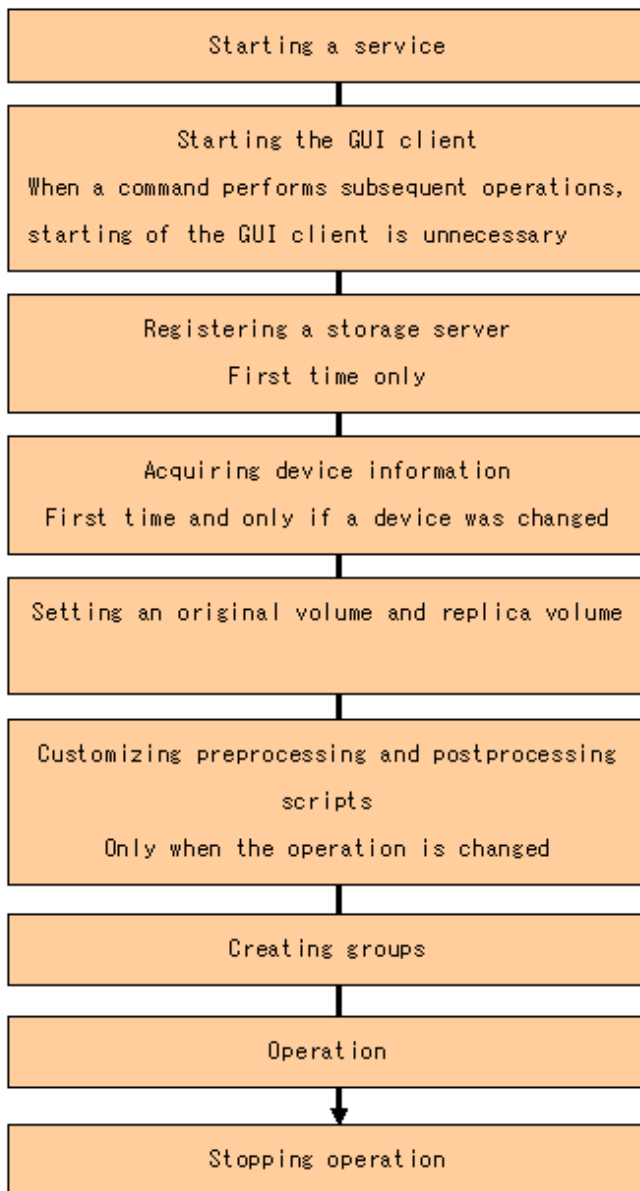 Starting a service
Starting the GUI client
When a command performs subsequent operations,
starting of the GUI client is unnecessary
Registering a storage server
First time only
Acquiring device information
First time and only if a device was changed
Setting an original volume and replica volume
Customizing preprocessing and postprocessing
scripts
Only when the operation is changed
Creating groups
Operation
Stopping operation